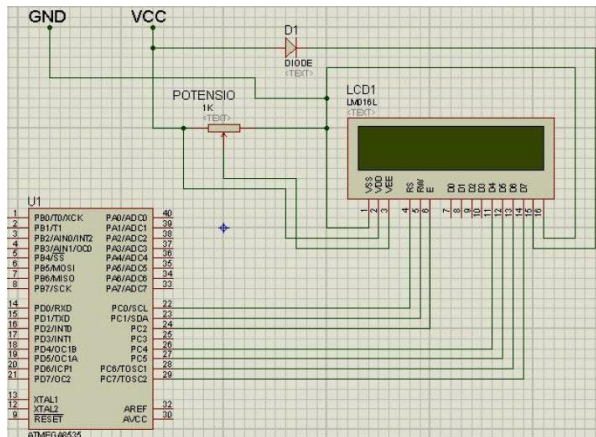 GND VCC
D1
DIODE
<TEXT>
POTENSIO
1K
<TEXT>
LCD1
LM016L
<TEXT>
VSS VDD VEE RS RW E D0 D1 D2 D3 D4 D5 D6 D7
1 2 3 4 5 6 7 8 9 10 11 12 13 14 15 16
U1
1 PB0/T0/XCK PA0/ADC0 40
2 PB1/T1 PA1/ADC1 39
3 PB2/AIN0/INT2 PA2/ADC2 38
4 PB3/AIN1/OC0 PA3/ADC3 37
5 PB4/SS PA4/ADC4 36
6 PB5/MOSI PA5/ADC5 35
7 PB6/MISO PA6/ADC6 34
8 PB7/SCK PA7/ADC7 33
14 PD0/RXD PC0/SCL 22
15 PD1/TXD PC1/SDA 23
16 PD2/INT0 PC2 24
17 PD3/INT1 PC3 25
18 PD4/OC1B PC4 26
19 PD5/OC1A PC5 27
20 PD6/ICP1 PC6/TOSC1 28
21 PD7/OC2 PC7/TOSC2 29
13 XTAL1
12 XTAL2 AREF 32
9 RESET AVCC 30
ATMEGA8535